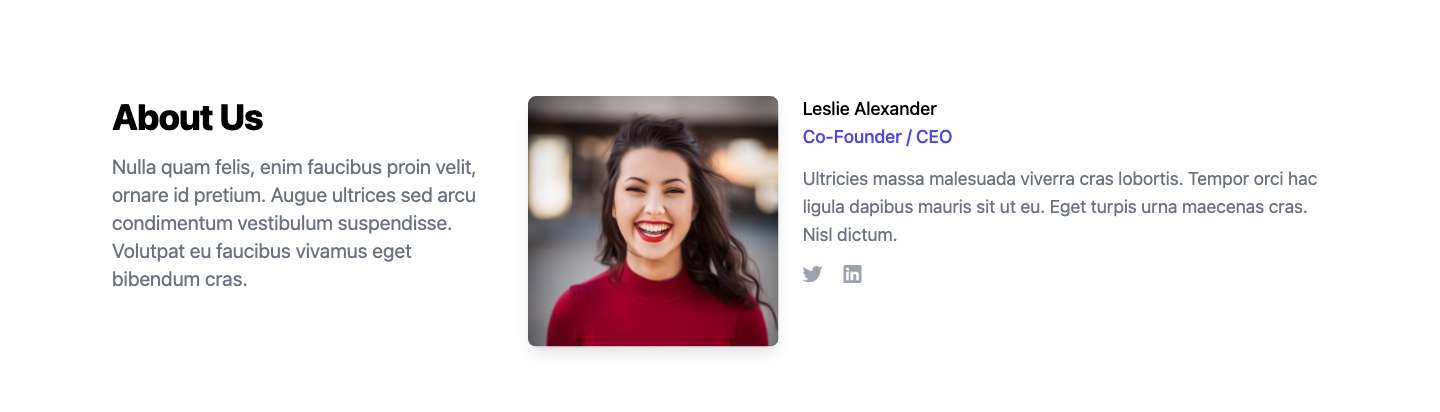 About Us
Nulla quam felis, enim faucibus proin velit,
ornare id pretium. Augue ultrices sed arcu
condimentum vestibulum suspendisse.
Volutpat eu faucibus vivamus eget
bibendum cras.
Leslie Alexander
Co-Founder / CEO
Ultricies massa malesuada viverra cras lobortis. Tempor orci hac
ligula dapibus mauris sit ut eu. Eget turpis urna maecenas cras.
Nisl dictum.
in